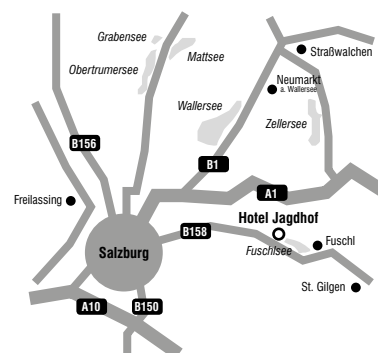 Grabensee
Mattsee
Straßwalchen
Obertrumersee
Neumarkt
a. Wallersee
Wallersee
Zellersee
B156
B1
A1
Freilassing
Hotel Jagdhof
B158
Salzburg
Fuschl
Fuschlsee
St. Gilgen
A10
B150